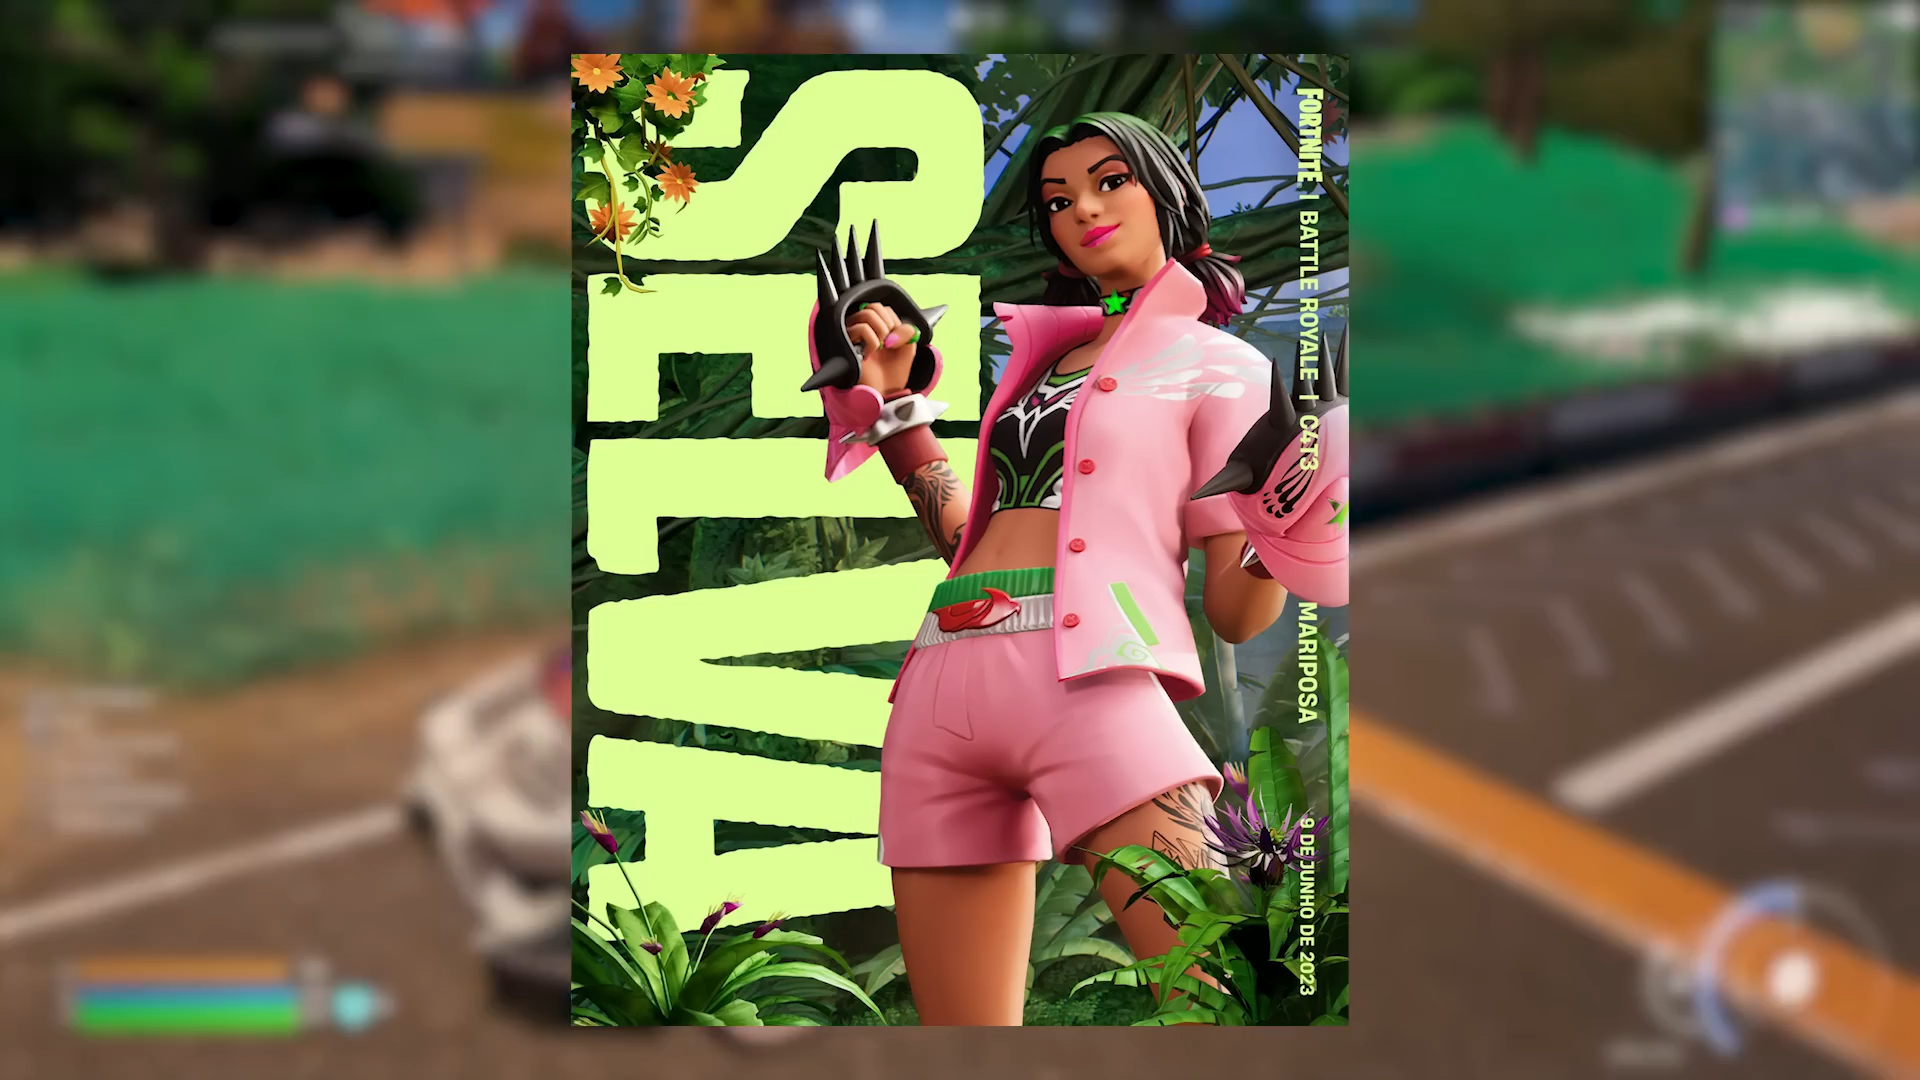 SELVA
FORTNITE | BATTLE ROYALE | C4T3
MARIPOSA
9 DE JUNHO DE 2023